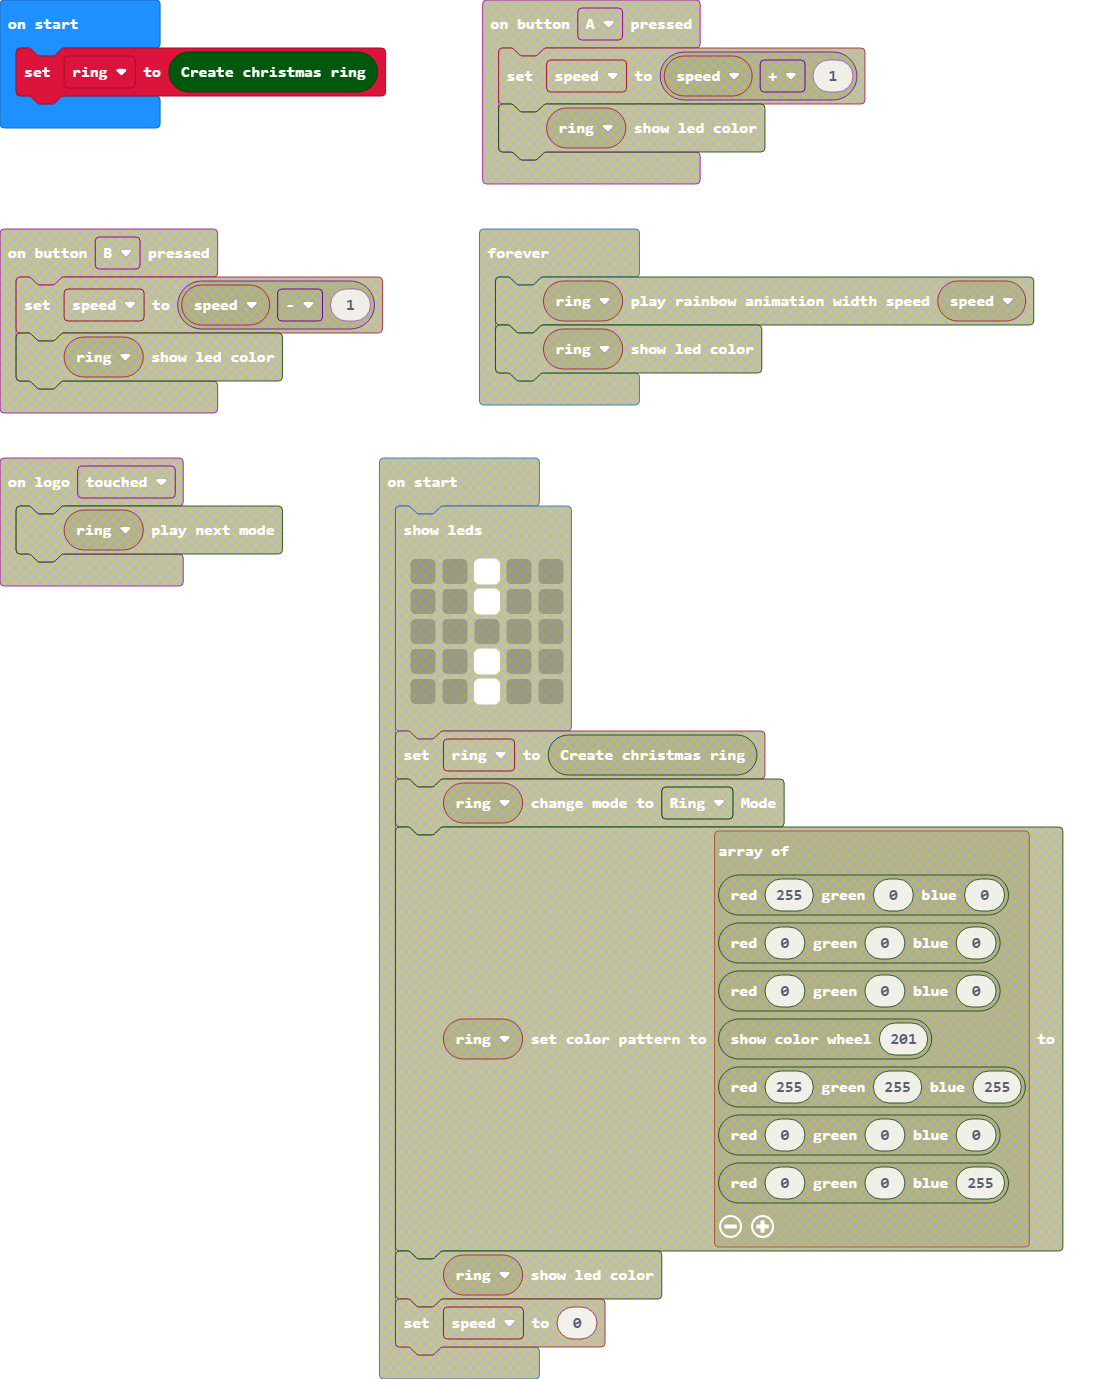 on start
set ring to Create christmas ring
on button A pressed
set speed to speed + 1
ring show led color
on button B pressed
set speed to speed - 1
ring show led color
forever
ring play rainbow animation width speed speed
ring show led color
on logo touched
ring play next mode
on start
show leds
set ring to Create christmas ring
ring change mode to Ring Mode
ring set color pattern to
array of
red 255 green 0 blue 0
red 0 green 0 blue 0
red 0 green 0 blue 0
show color wheel 201
red 255 green 255 blue 255
red 0 green 0 blue 0
red 0 green 0 blue 255
to
ring show led color
set speed to 0